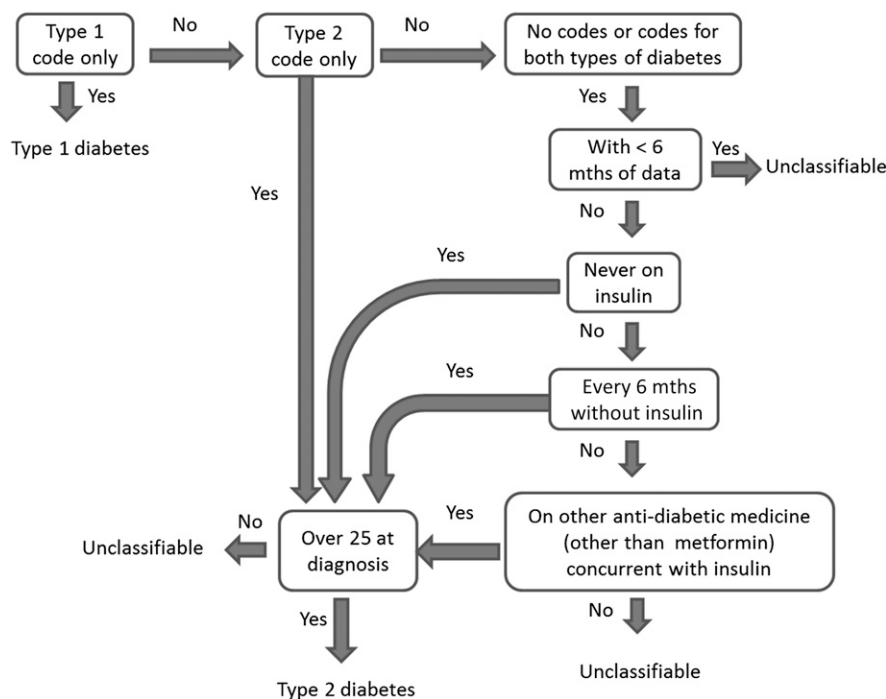 Type 1
code only
No
Type 2
code only
No
No codes or codes for
both types of diabetes
Yes
Type 1 diabetes
Yes
With < 6
mths of data
Yes
Unclassifiable
Yes
No
Yes
Never on
insulin
No
Yes
Every 6 mths
without insulin
No
Unclassifiable
No
Over 25 at
diagnosis
Yes
On other anti-diabetic medicine
(other than metformin)
concurrent with insulin
Yes
No
Type 2 diabetes
Unclassifiable